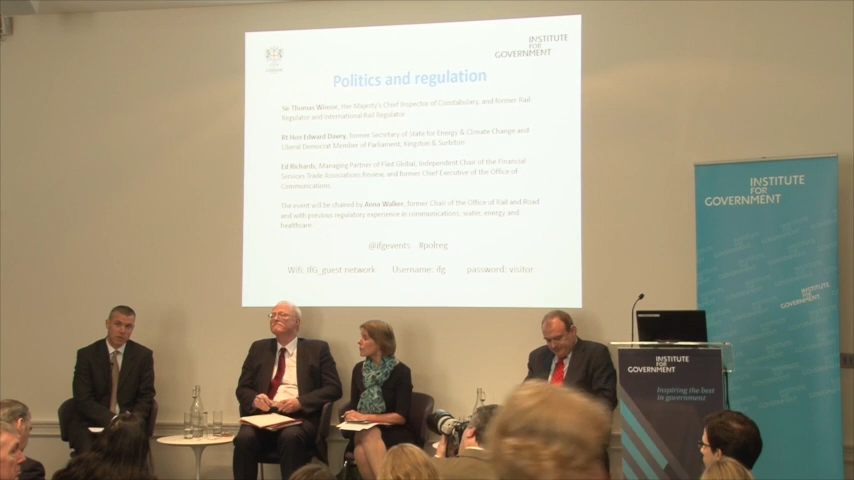 INSTITUTE
FOR
GOVERNMENT
Politics and regulation
Sir Thomas Winsor, Her Majesty's Chief Inspector of Constabulary, and former Rail
Regulator and International Rail Regulator
Rt Hon Edward Davey, former Secretary of State for Energy & Climate Change and
Liberal Democrat Member of Parliament, Kingston & Surbiton
Ed Richards, Managing Partner of Flint Global, Independent Chair of the Financial
Services Trade Associations Review, and former Chief Executive of the Office of
Communications.
The event will be chaired by Anna Walker, former Chair of the Office of Rail and Road
and with previous regulatory experience in communications, water, energy and
healthcare.
@ifgevents #polreg
Wifi: IfG_guest network Username: ifg password: visitor
INSTITUTE
FOR
GOVERNMENT
INSTITUTE
FOR
GOVERNMENT
INSTITUTE
FOR
GOVERNMENT
Inspiring the best
in government